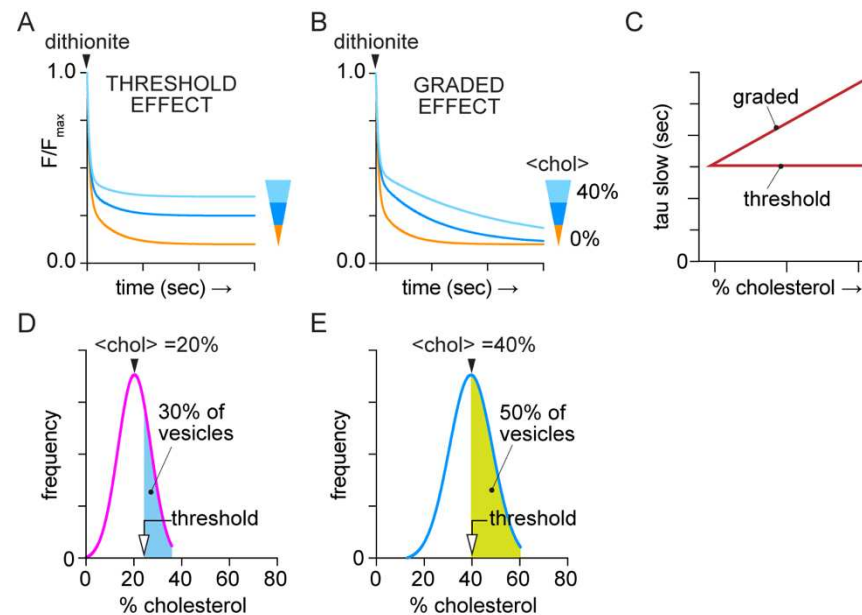 A
dithionite
1.0
THRESHOLD
EFFECT
F/Fmax
0.0
time (sec) →
B
dithionite
1.0
GRADED
EFFECT
<chol>
40%
0%
0.0
time (sec) →
C
tau slow (sec)
graded
threshold
0
% cholesterol →
D
<chol> =20%
frequency
30% of
vesicles
threshold
0
0 20 40 60 80
% cholesterol
E
<chol> =40%
frequency
50% of
vesicles
threshold
0
0 20 40 60 80
% cholesterol